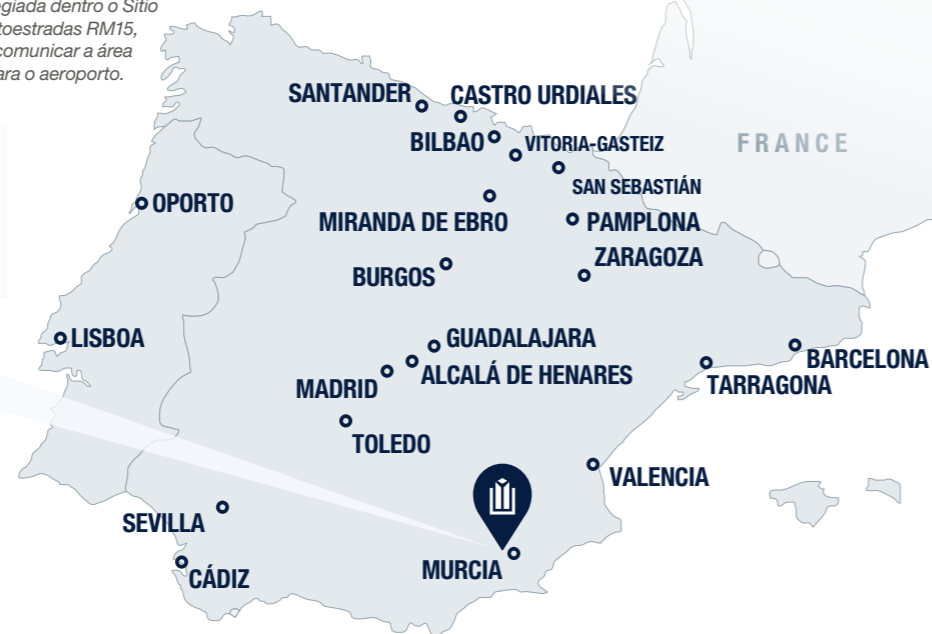 egiada dentro o Sítio
toestradas RM15,
comunicar a área
ara o aeroporto.
SANTANDER
CASTRO URDIALES
BILBAO
VITORIA-GASTEIZ
FRANCE
SAN SEBASTIÁN
OPORTO
MIRANDA DE EBRO
PAMPLONA
ZARAGOZA
BURGOS
LISBOA
GUADALAJARA
BARCELONA
MADRID
ALCALÁ DE HENARES
TARRAGONA
TOLEDO
VALENCIA
SEVILLA
MURCIA
CÁDIZ